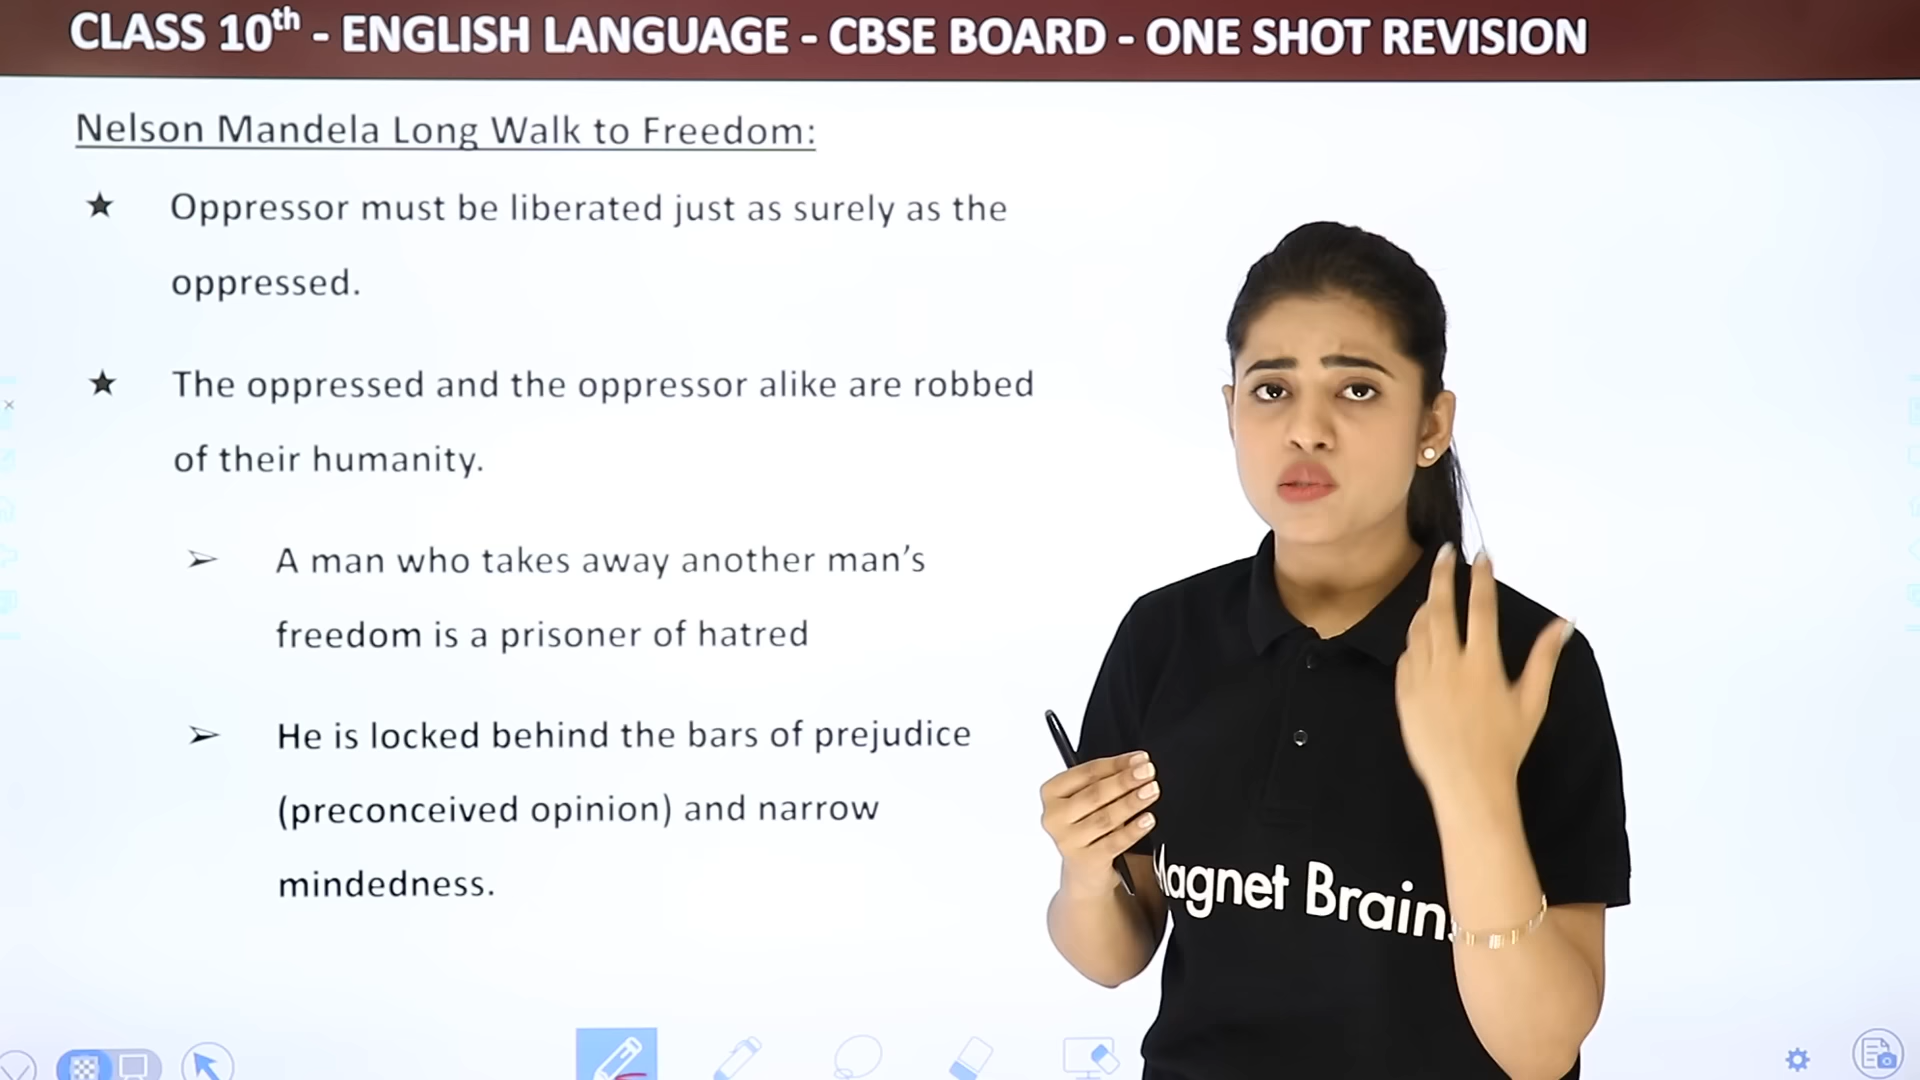 CLASS 10th - ENGLISH LANGUAGE - CBSE BOARD - ONE SHOT REVISION
Nelson Mandela Long Walk to Freedom:
★ Oppressor must be liberated just as surely as the
oppressed.
★ The oppressed and the oppressor alike are robbed
of their humanity.
➢ A man who takes away another man's
freedom is a prisoner of hatred
➢ He is locked behind the bars of prejudice
(preconceived opinion) and narrow
mindedness.
Magnet Brains